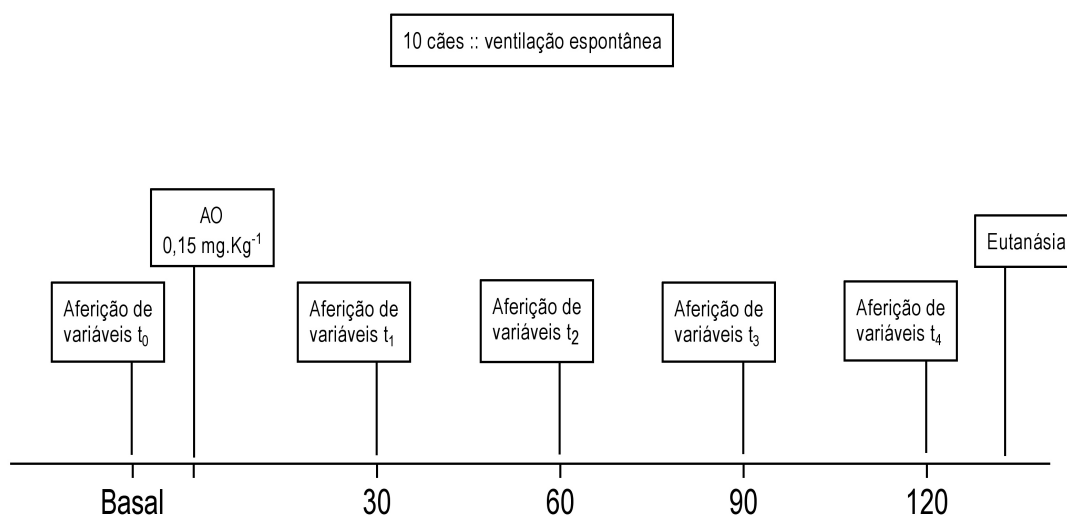 10 cães :: ventilação espontânea
AO
0,15 mg.Kg⁻¹
Eutanásia
Aferição de
variáveis t₀
Aferição de
variáveis t₁
Aferição de
variáveis t₂
Aferição de
variáveis t₃
Aferição de
variáveis t₄
Basal
30
60
90
120